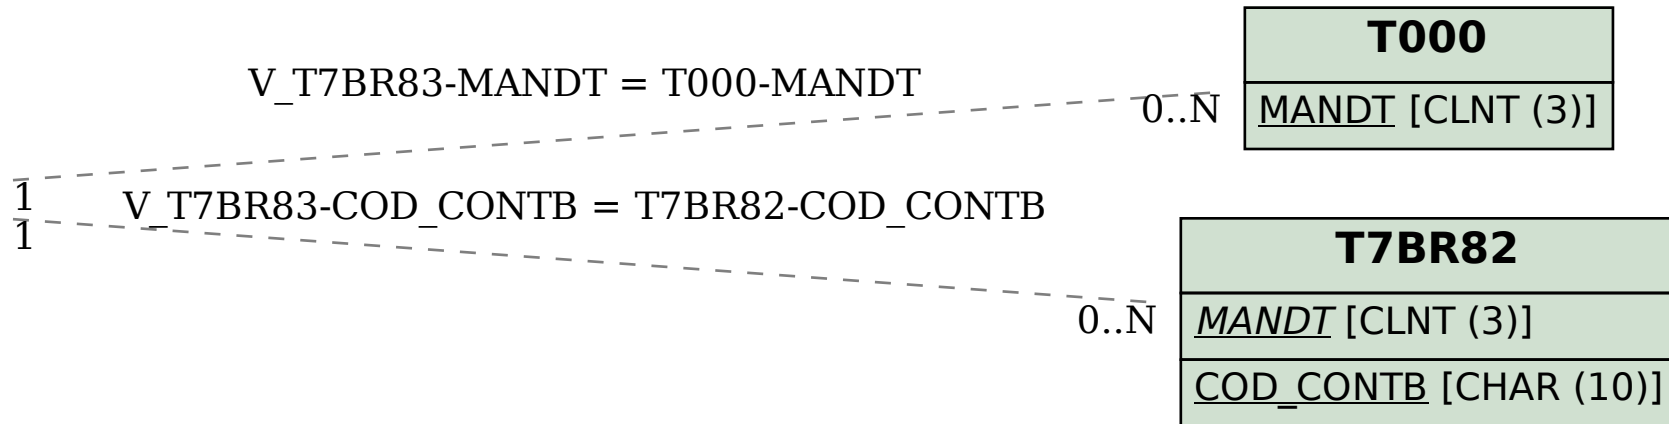 T000
V_T7BR83-MANDT = T000-MANDT
0..N
MANDT [CLNT (3)]
1
V_T7BR83-COD_CONTB = T7BR82-COD_CONTB
1
T7BR82
0..N
MANDT [CLNT (3)]
COD_CONTB [CHAR (10)]